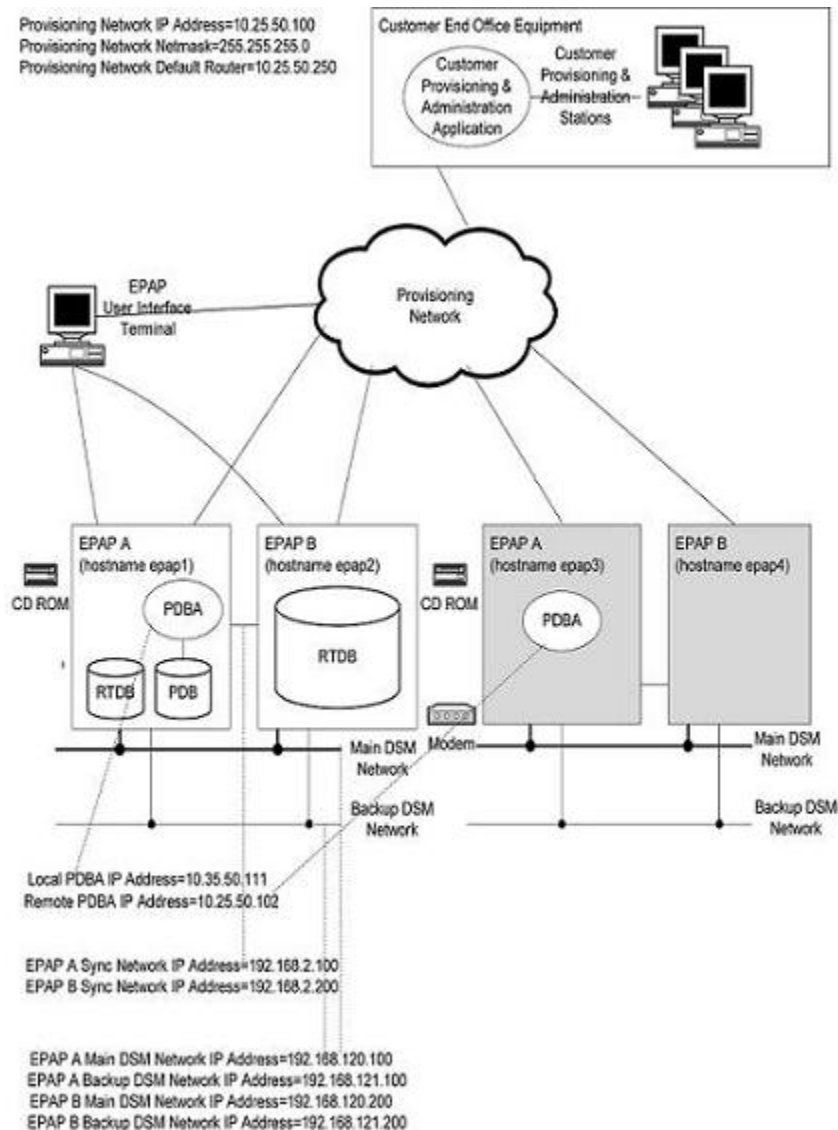 Provisioning Network IP Address=10.25.50.100
Provisioning Network Netmask=255.255.255.0
Provisioning Network Default Router=10.25.50.250
Customer End Office Equipment
Customer
Provisioning &
Administration
Application
Customer
Provisioning &
Administration
Stations
EPAP
User Interface
Terminal
Provisioning
Network
EPAP A
(hostname epap1)
EPAP B
(hostname epap2)
EPAP A
(hostname epap3)
EPAP B
(hostname epap4)
CD ROM
PDBA
RTDB
PDB
RTDB
CD ROM
PDBA
Modem
Main DSM
Network
Main DSM
Network
Backup DSM
Network
Backup DSM
Network
Local PDBA IP Address=10.35.50.111
Remote PDBA IP Address=10.25.50.102
EPAP A Sync Network IP Address=192.168.2.100
EPAP B Sync Network IP Address=192.168.2.200
EPAP A Main DSM Network IP Address=192.168.120.100
EPAP A Backup DSM Network IP Address=192.168.121.100
EPAP B Main DSM Network IP Address=192.168.120.200
EPAP B Backup DSM Network IP Address=192.168.121.200